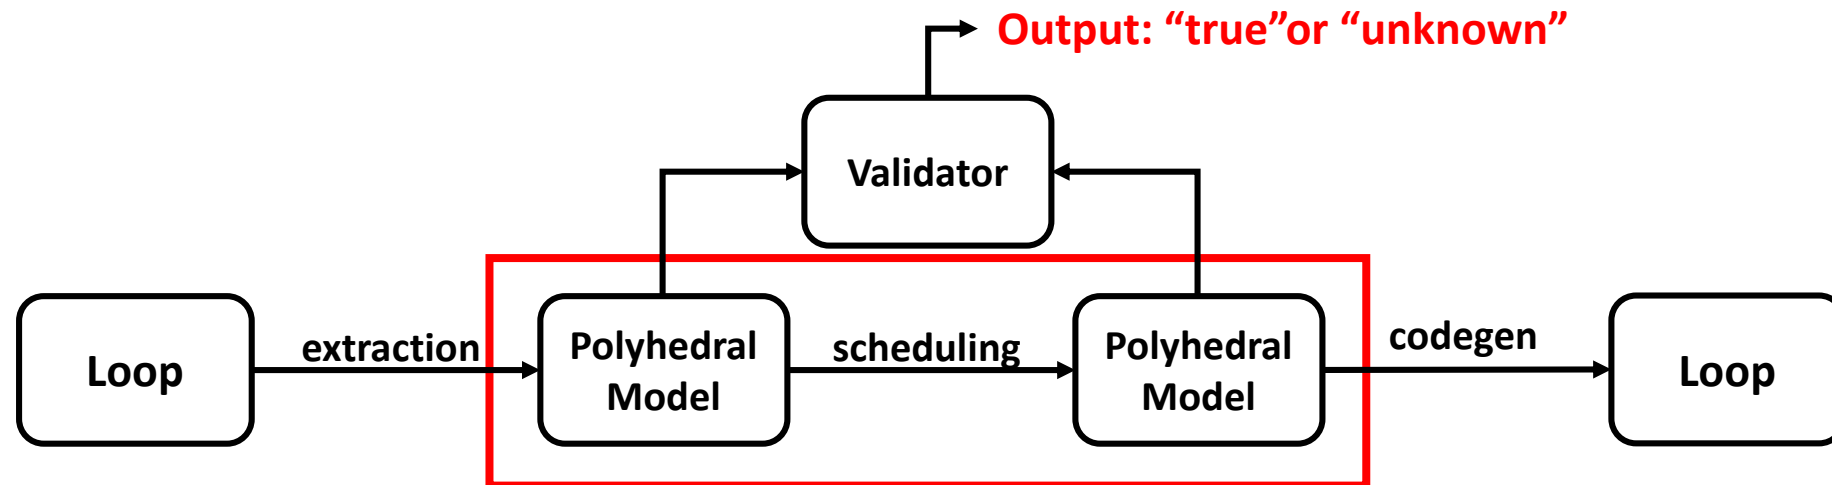 Output: “true”or “unknown”
Validator
Loop
extraction
Polyhedral
Model
scheduling
Polyhedral
Model
codegen
Loop